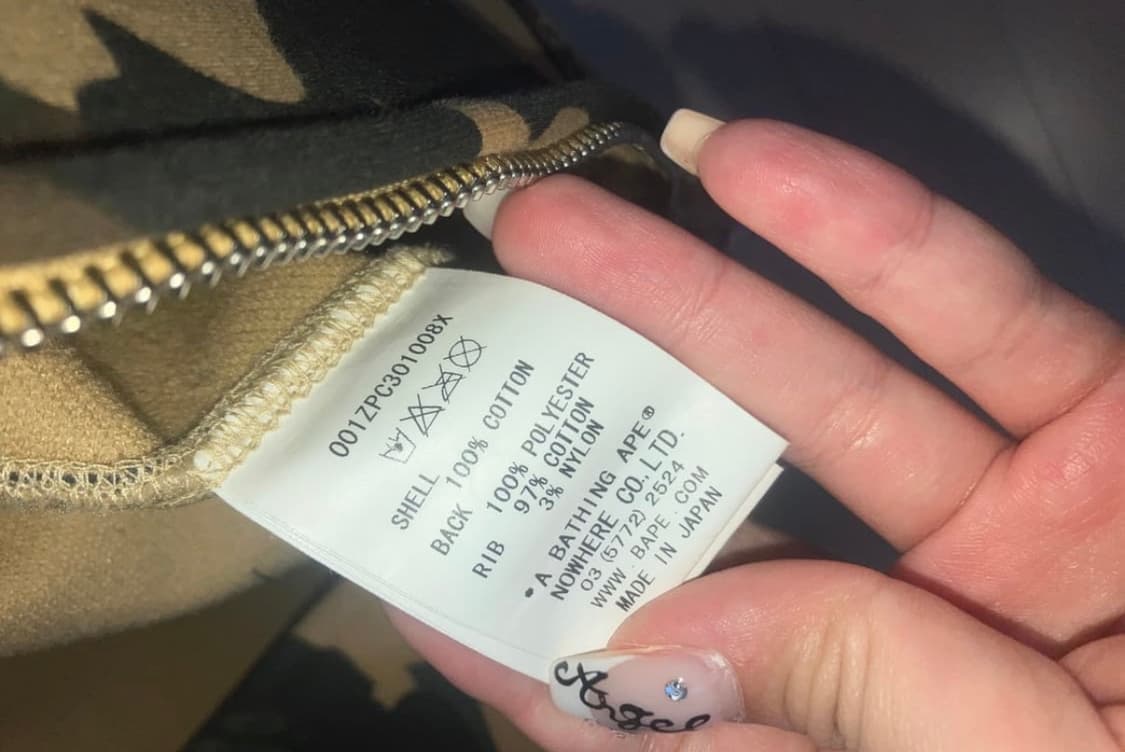 001ZPC301008X
SHELL 100% COTTON
BACK 100% POLYESTER
RIB 97% COTTON
3% NYLON
• A BATHING APE®
NOWHERE CO., LTD.
03 (5772) 2524
WWW. BAPE. COM
MADE IN JAPAN
Angel